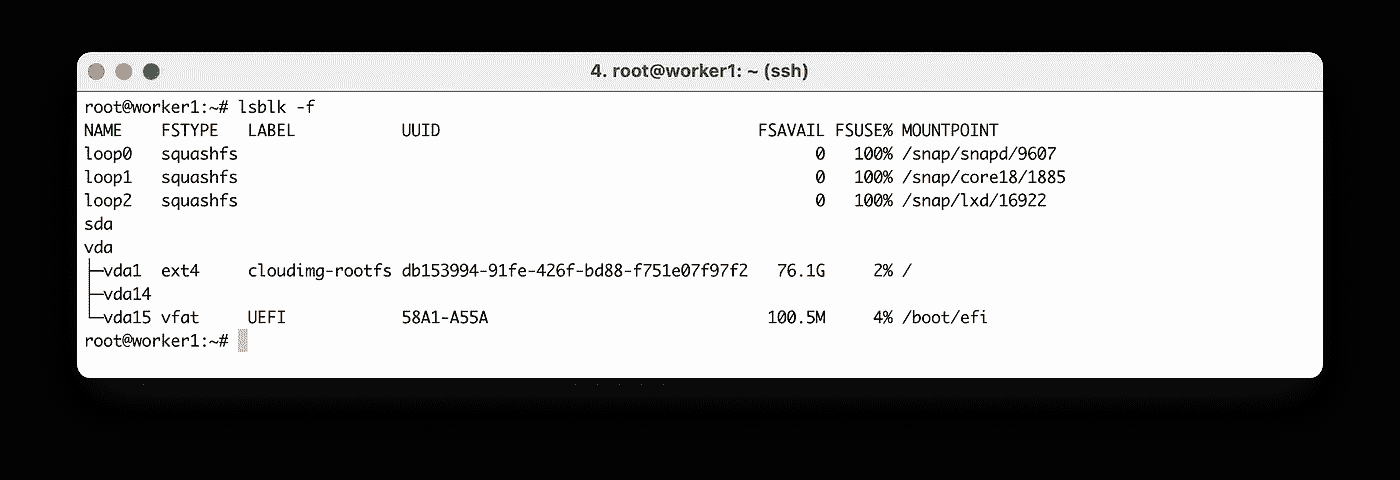 4. root@worker1: ~ (ssh)
root@worker1:~# lsblk -f
NAME    FSTYPE   LABEL           UUID                                 FSAVAIL FSUSE% MOUNTPOINT
loop0   squashfs                                                            0   100% /snap/snapd/9607
loop1   squashfs                                                            0   100% /snap/core18/1885
loop2   squashfs                                                            0   100% /snap/lxd/16922
sda
vda
├─vda1  ext4     cloudimg-rootfs db153994-91fe-426f-bd88-f751e07f97f2   76.1G     2% /
├─vda14
└─vda15 vfat     UEFI            58A1-A55A                             100.5M     4% /boot/efi
root@worker1:~#